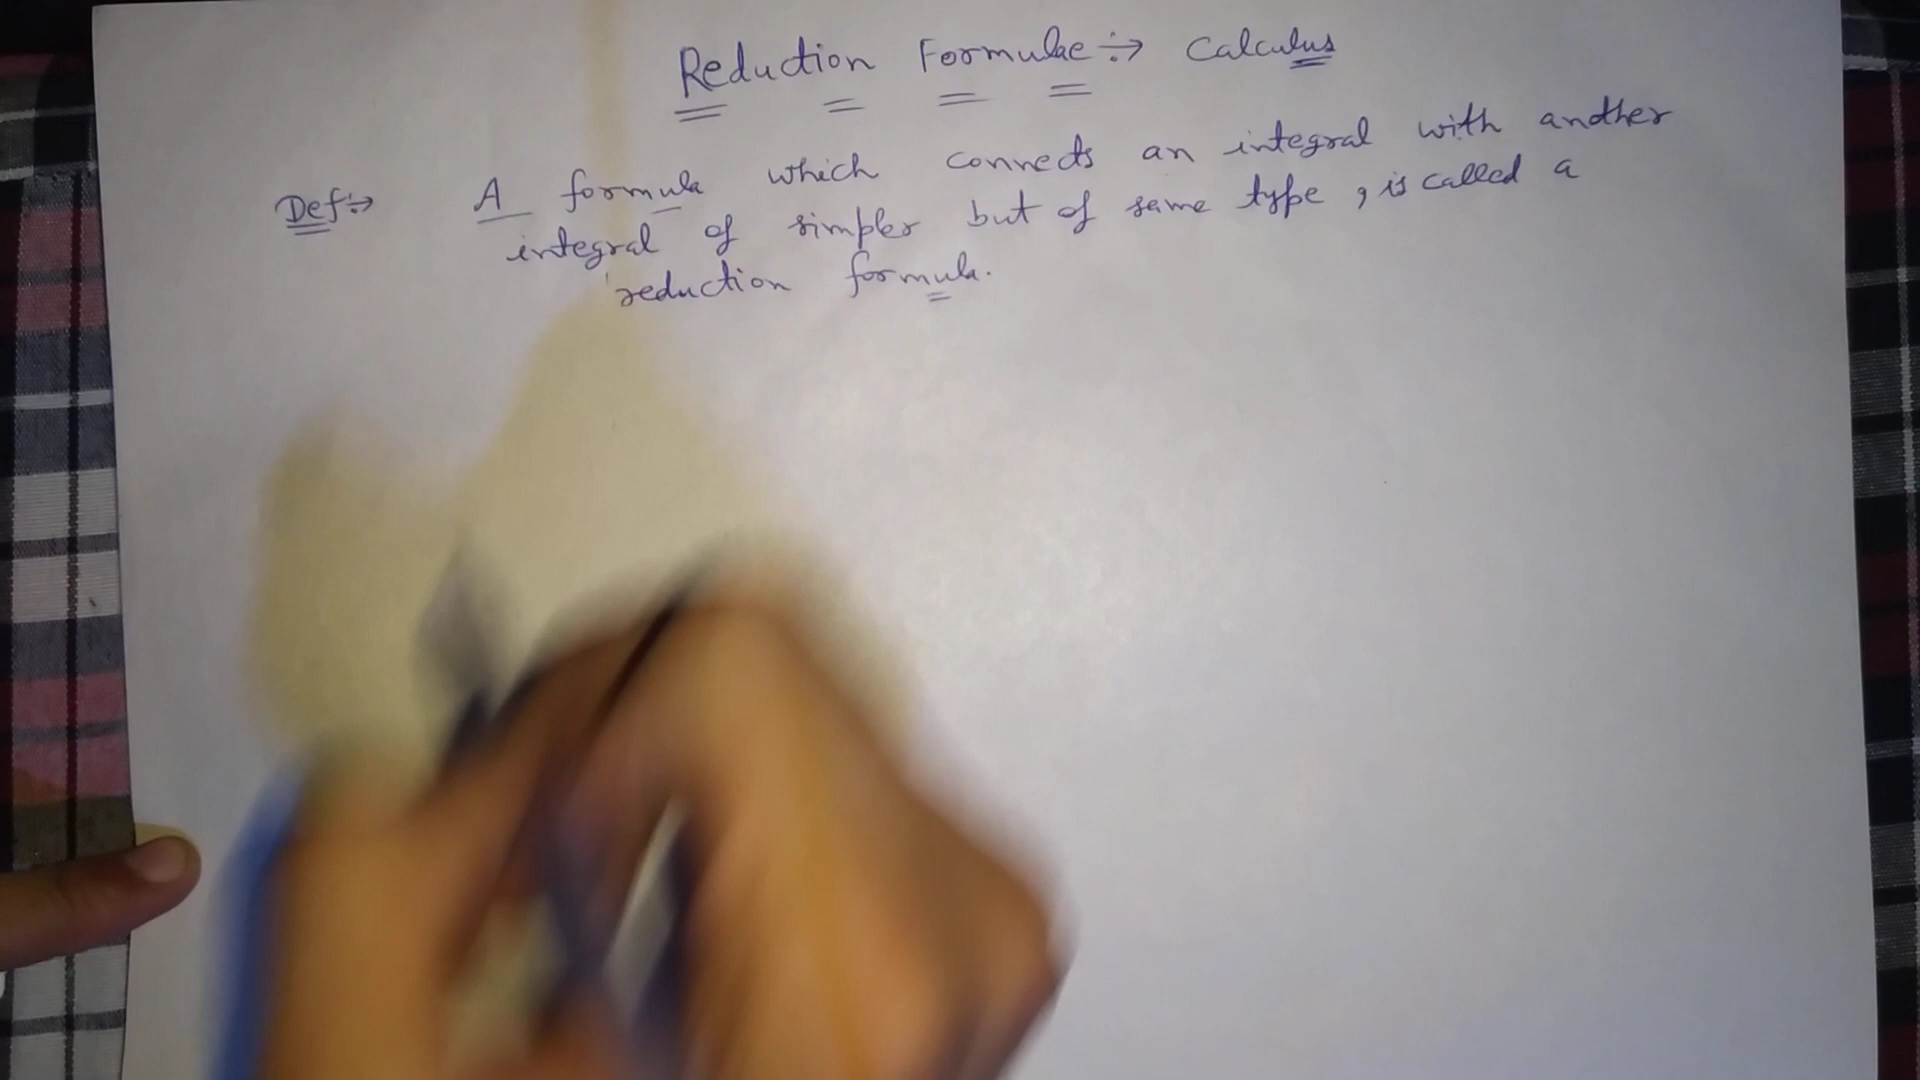 Reduction Formulae :→ Calculus
Def :→ A formula which connects an integral with another
integral of simpler but of same type, is called a
reduction formula.